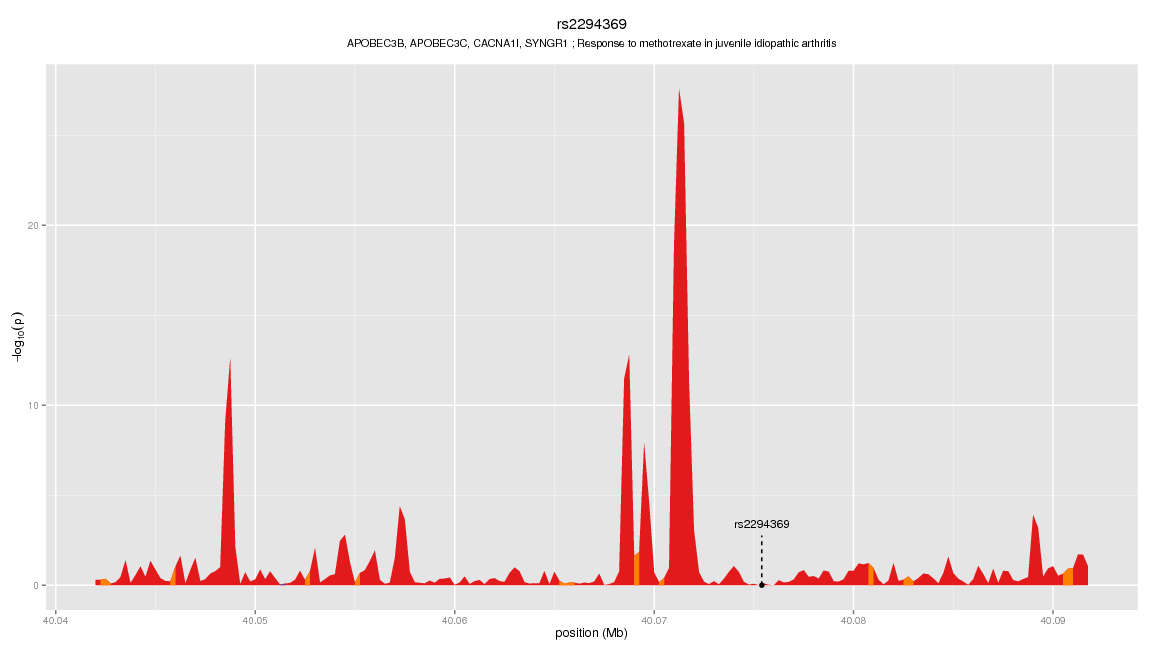 rs2294369
APOBEC3B, APOBEC3C, CACNA1I, SYNGR1 ; Response to methotrexate in juvenile idiopathic arthritis
20
10
0
−log10(p)
rs2294369
40.04 40.05 40.06 40.07 40.08 40.09
position (Mb)